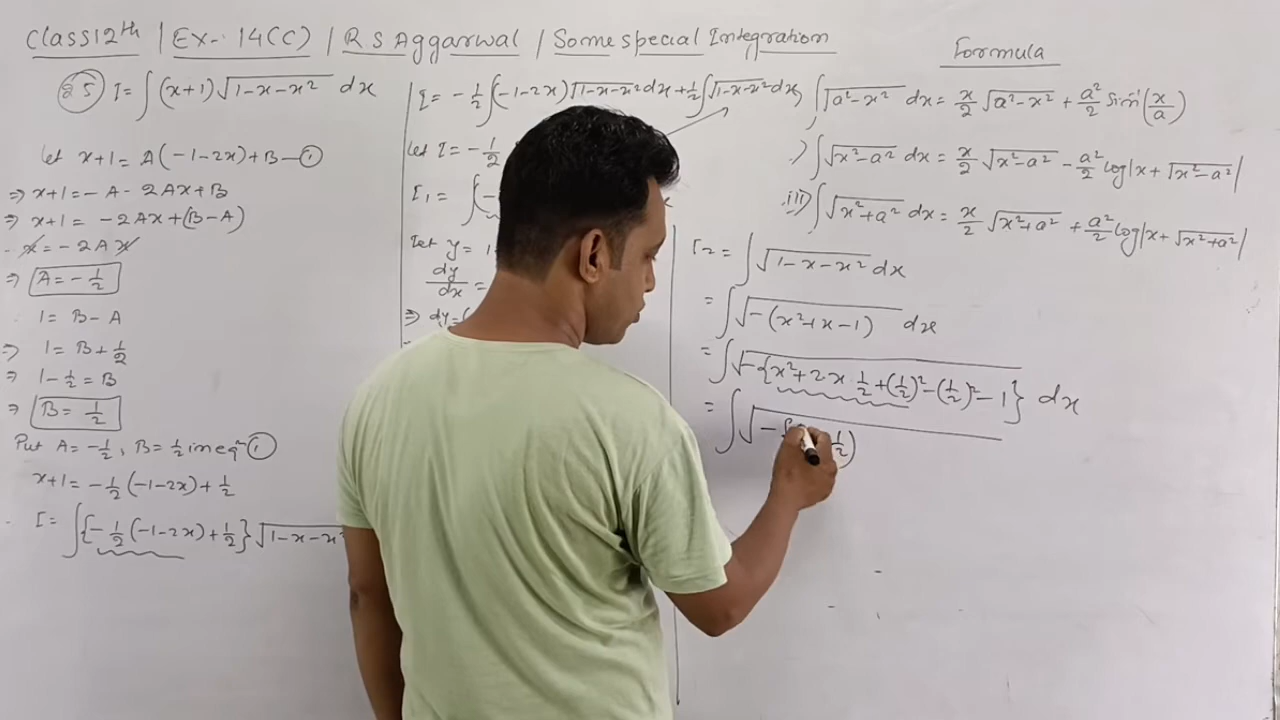 Class 12th | EX- 14(C) | R S Aggarwal | Some special Integration
Formula
Q 5 I = ∫ (x+1) √(1-x-x²) dx
Let x+1 = A(-1-2x)+B —①
⇒ x+1 = -A - 2Ax + B
⇒ x+1 = -2Ax + (B-A)
x = -2Ax
⇒ A = -1/2
1 = B - A
⇒ 1 = B + 1/2
⇒ 1 - 1/2 = B
⇒ B = 1/2
Put A = -1/2, B = 1/2 in eqⁿ ①
x+1 = -1/2 (-1-2x) + 1/2
I = ∫ {-1/2 (-1-2x) + 1/2} √(1-x-x²
I = -1/2 ∫(-1-2x) √(1-x-x²) dx + 1/2 ∫√(1-x-x²) dx
Let I = -1/2
I₁ = ∫(-
Let y = 1
dy/dx =
⇒ dy = (
) ∫√(a²-x²) dx = x/2 √(a²-x²) + a²/2 Sin⁻¹(x/a)
) ∫√(x²-a²) dx = x/2 √(x²-a²) - a²/2 log|x + √(x²-a²)|
iii) ∫√(x²+a²) dx = x/2 √(x²+a²) + a²/2 log|x + √(x²+a²)|
I₂ = ∫ √(1-x-x²) dx
= ∫ √(-(x²+x-1)) dx
= ∫ √(-{x²+2x.1/2+(1/2)²-(1/2)²-1}) dx
= ∫ √(-{ 1/2)